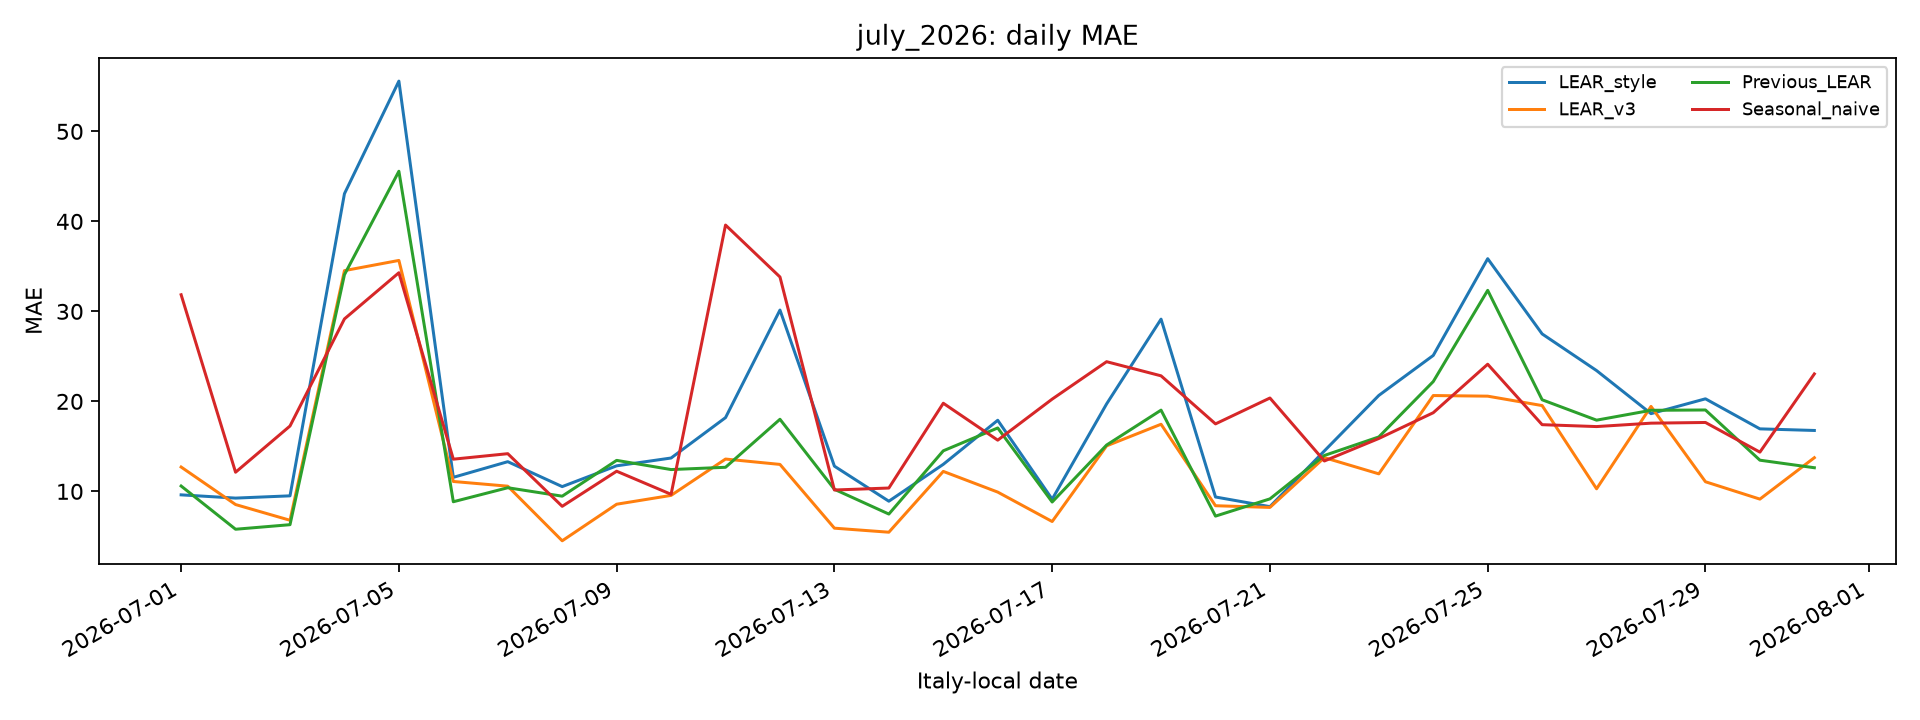 july_2026: daily MAE
LEAR_style
LEAR_v3
Previous_LEAR
Seasonal_naive
MAE
50
40
30
20
10
2026-07-01
2026-07-05
2026-07-09
2026-07-13
2026-07-17
2026-07-21
2026-07-25
2026-07-29
2026-08-01
Italy-local date